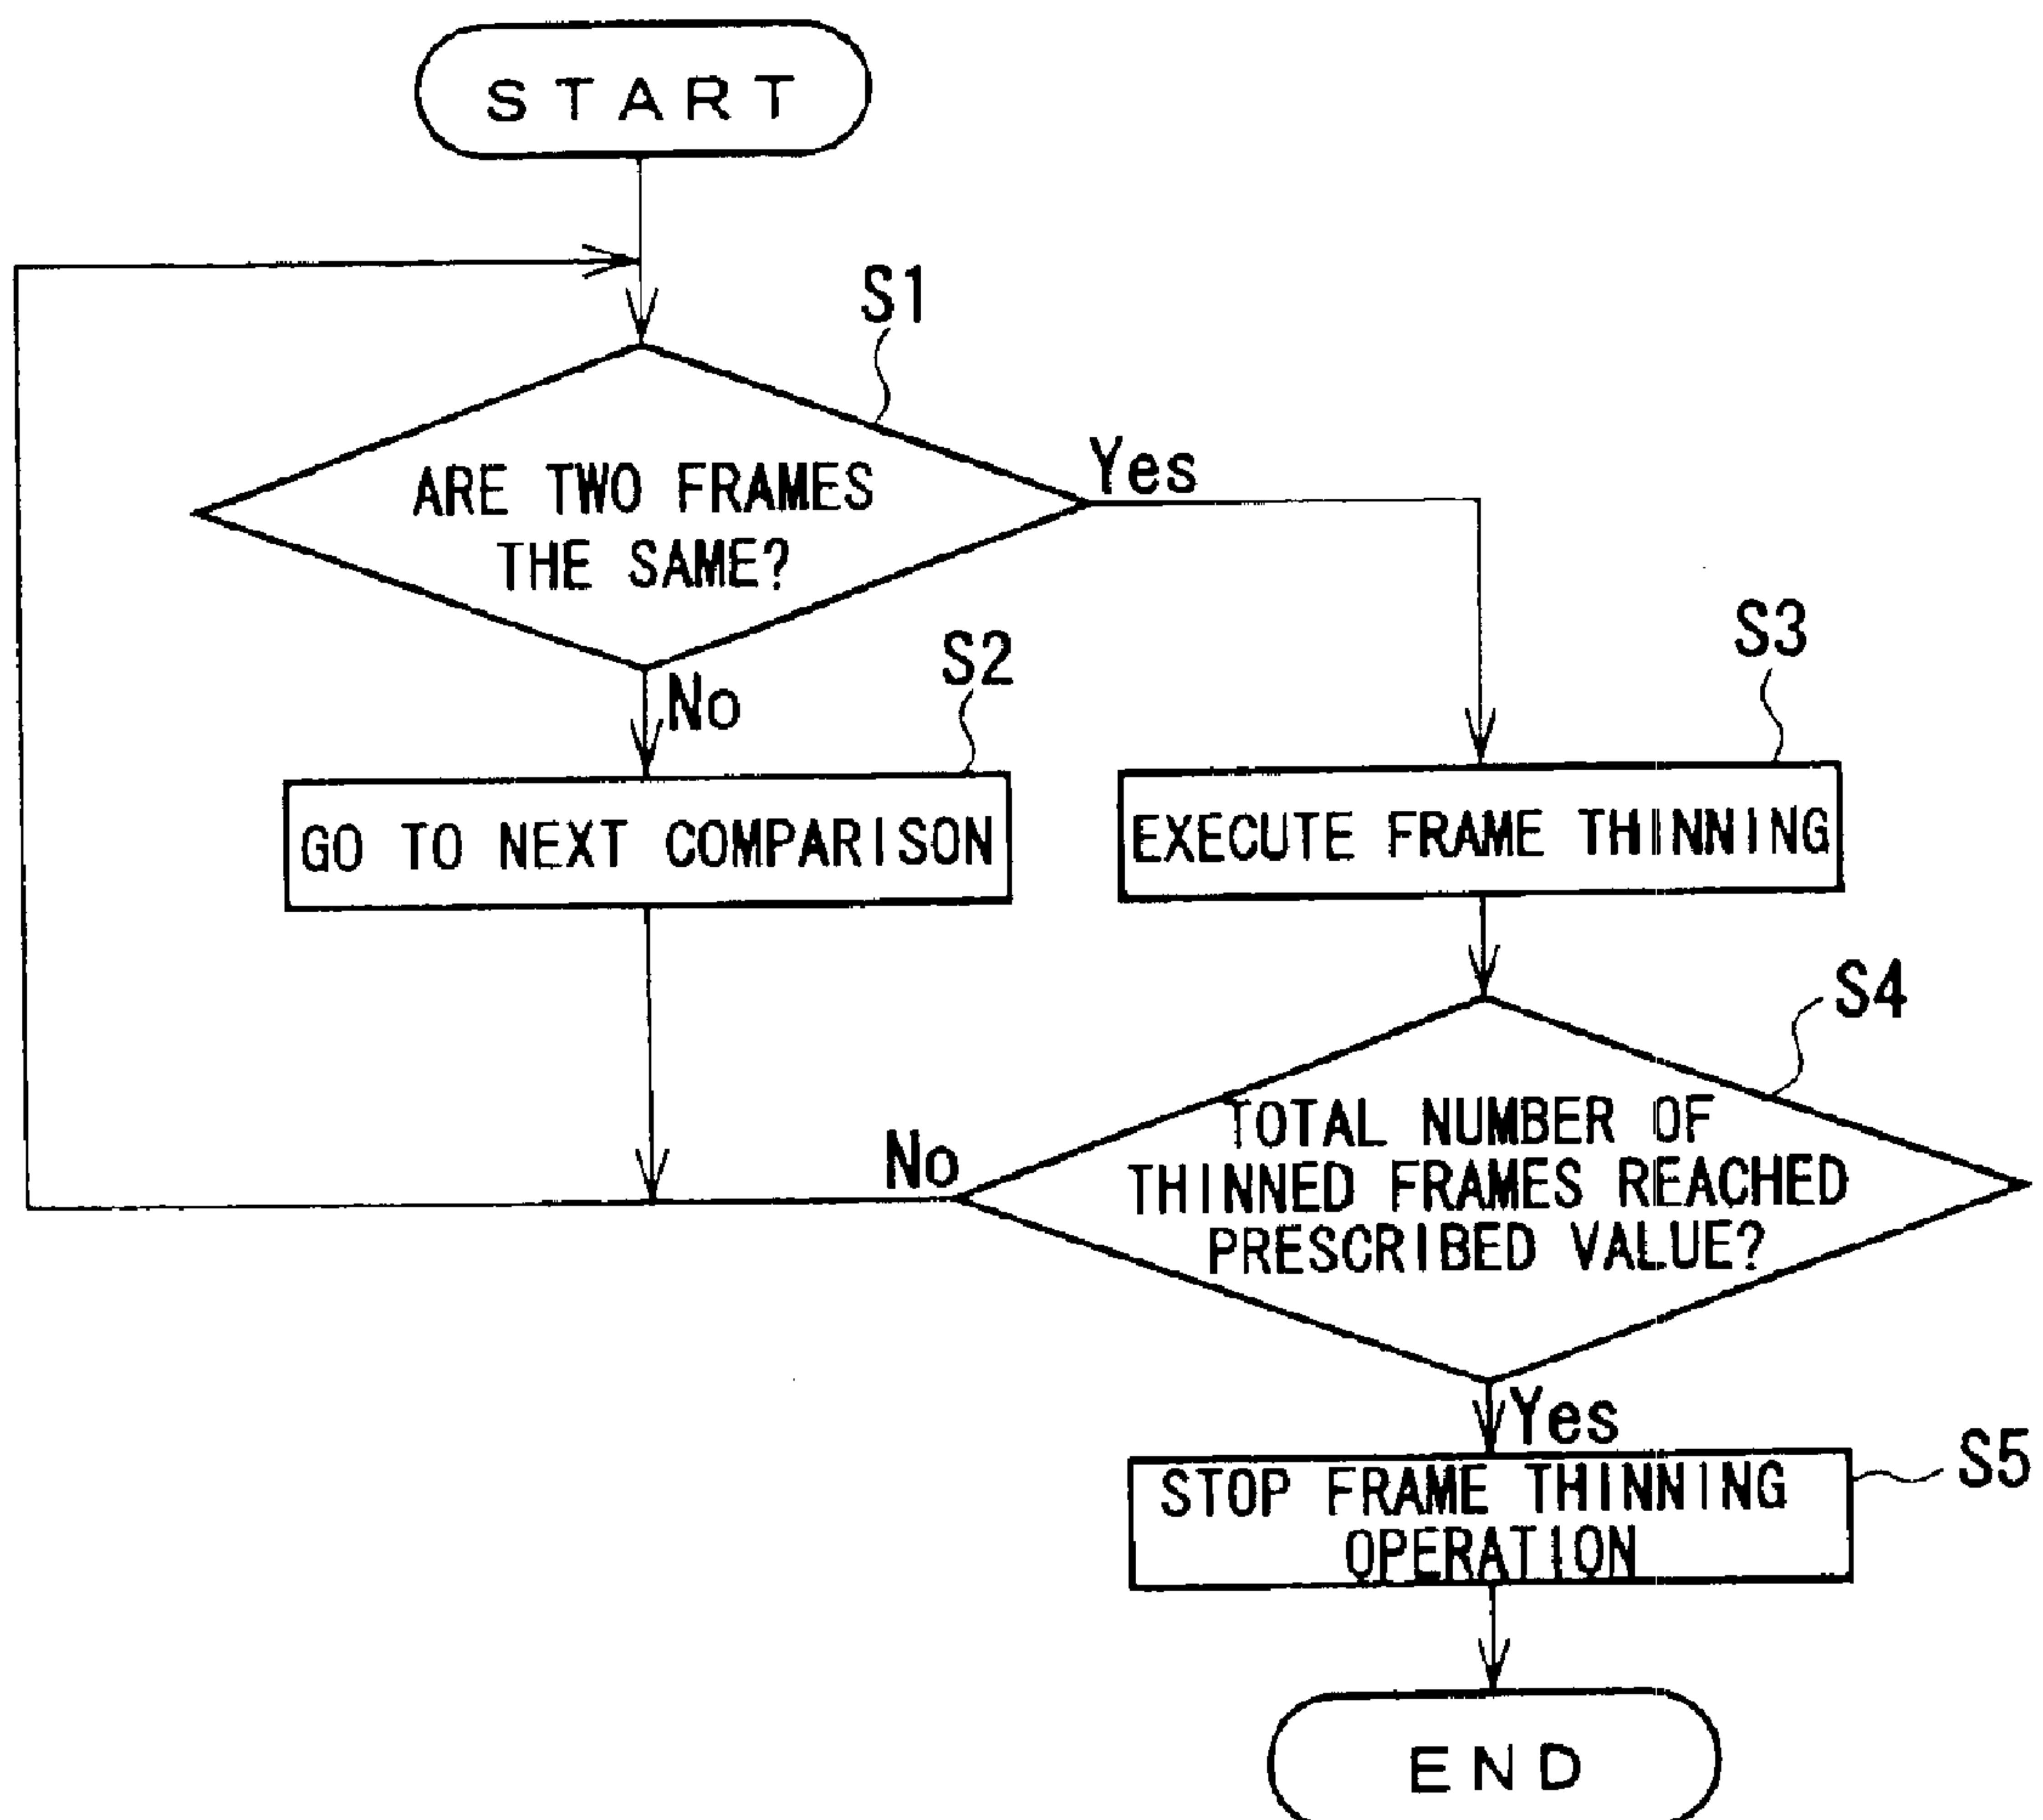 START
S1
ARE TWO FRAMES
THE SAME?
Yes
No
S2
GO TO NEXT COMPARISON
S3
EXECUTE FRAME THINNING
S4
TOTAL NUMBER OF
THINNED FRAMES REACHED
PRESCRIBED VALUE?
No
Yes
S5
STOP FRAME THINNING
OPERATION
END